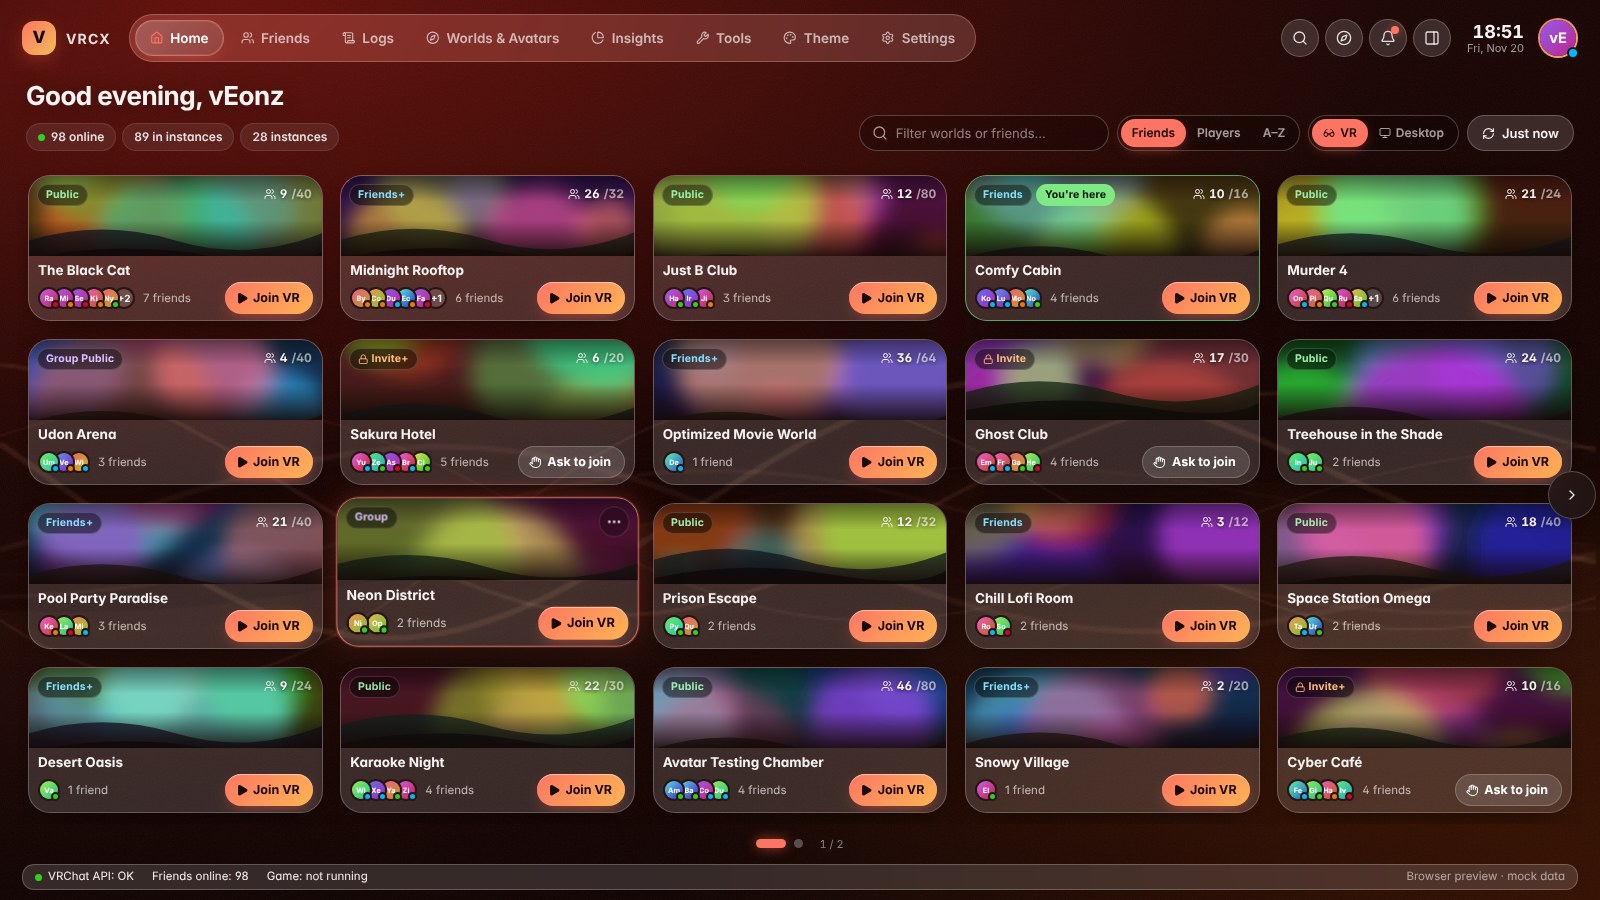 V VRCX Home Friends Logs Worlds & Avatars Insights Tools Theme Settings 18:51 vE
Fri, Nov 20
Good evening, vEonz
98 online 89 in instances 28 instances Filter worlds or friends... Friends Players A–Z VR Desktop Just now
Public 9 /40
The Black Cat
+2 7 friends Join VR
Friends+ 26 /32
Midnight Rooftop
+1 6 friends Join VR
Public 12 /80
Just B Club
Ha Ir Ji 3 friends Join VR
Friends You're here 10 /16
Comfy Cabin
4 friends Join VR
Public 21 /24
Murder 4
+1 6 friends Join VR
Group Public 4 /40
Udon Arena
3 friends Join VR
Invite+ 6 /20
Sakura Hotel
5 friends Ask to join
Friends+ 36 /64
Optimized Movie World
De 1 friend Join VR
Invite 17 /30
Ghost Club
4 friends Ask to join
Public 24 /40
Treehouse in the Shade
2 friends Join VR
Friends+ 21 /40
Pool Party Paradise
3 friends Join VR
Group
Neon District
Ni Op 2 friends Join VR
Public 12 /32
Prison Escape
2 friends Join VR
Friends 3 /12
Chill Lofi Room
2 friends Join VR
Public 18 /40
Space Station Omega
2 friends Join VR
Friends+ 9 /24
Desert Oasis
Va 1 friend Join VR
Public 22 /30
Karaoke Night
4 friends Join VR
Public 46 /80
Avatar Testing Chamber
4 friends Join VR
Friends+ 2 /20
Snowy Village
El 1 friend Join VR
Invite+ 10 /16
Cyber Café
4 friends Ask to join
1 / 2
VRChat API: OK Friends online: 98 Game: not running Browser preview · mock data